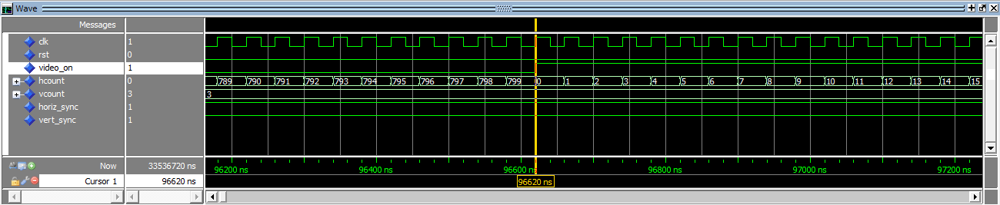 Wave
Messages
clk 1
rst 0
video_on 1
hcount 0 789 790 791 792 793 794 795 796 797 798 799 0 1 2 3 4 5 6 7 8 9 10 11 12 13 14 15
vcount 3 3
horiz_sync 1
vert_sync 1
Now 33536720 ns 96200 ns 96400 ns 96600 ns 96800 ns 97000 ns 97200 ns
Cursor 1 96620 ns 96620 ns